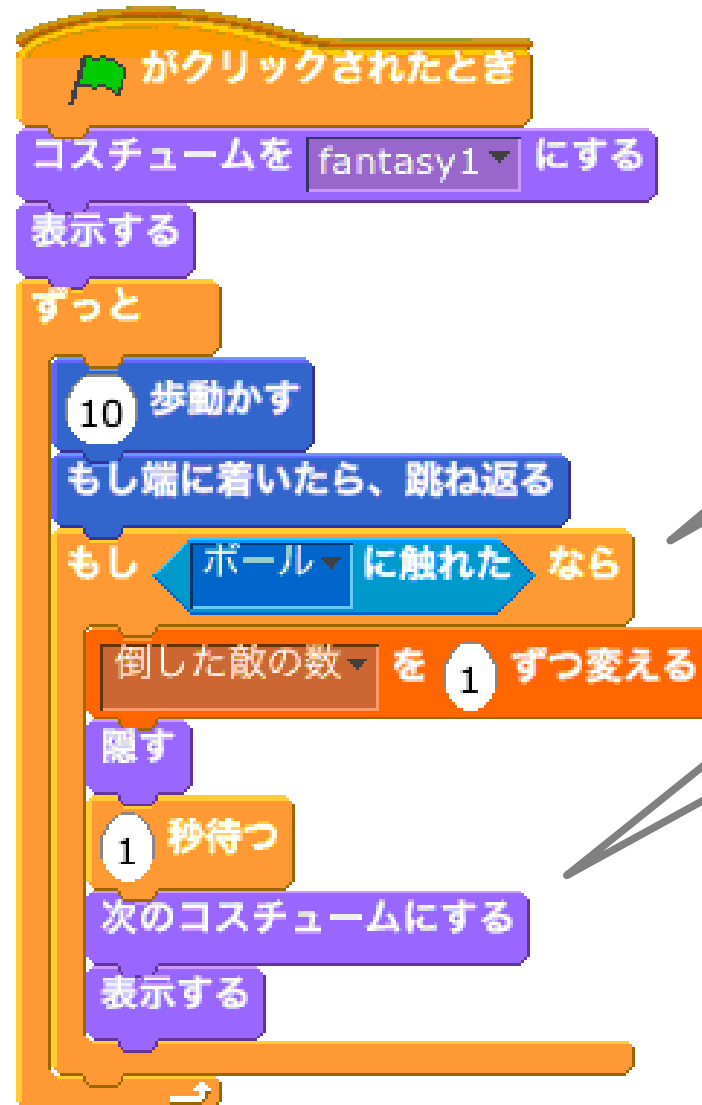 がクリックされたとき
コスチュームを fantasy1 にする
表示する
ずっと
10 歩動かす
もし端に着いたら、跳ね返る
もし ボール に触れた なら
倒した敵の数 を 1 ずつ変える
隠す
1 秒待つ
次のコスチュームにする
表示する